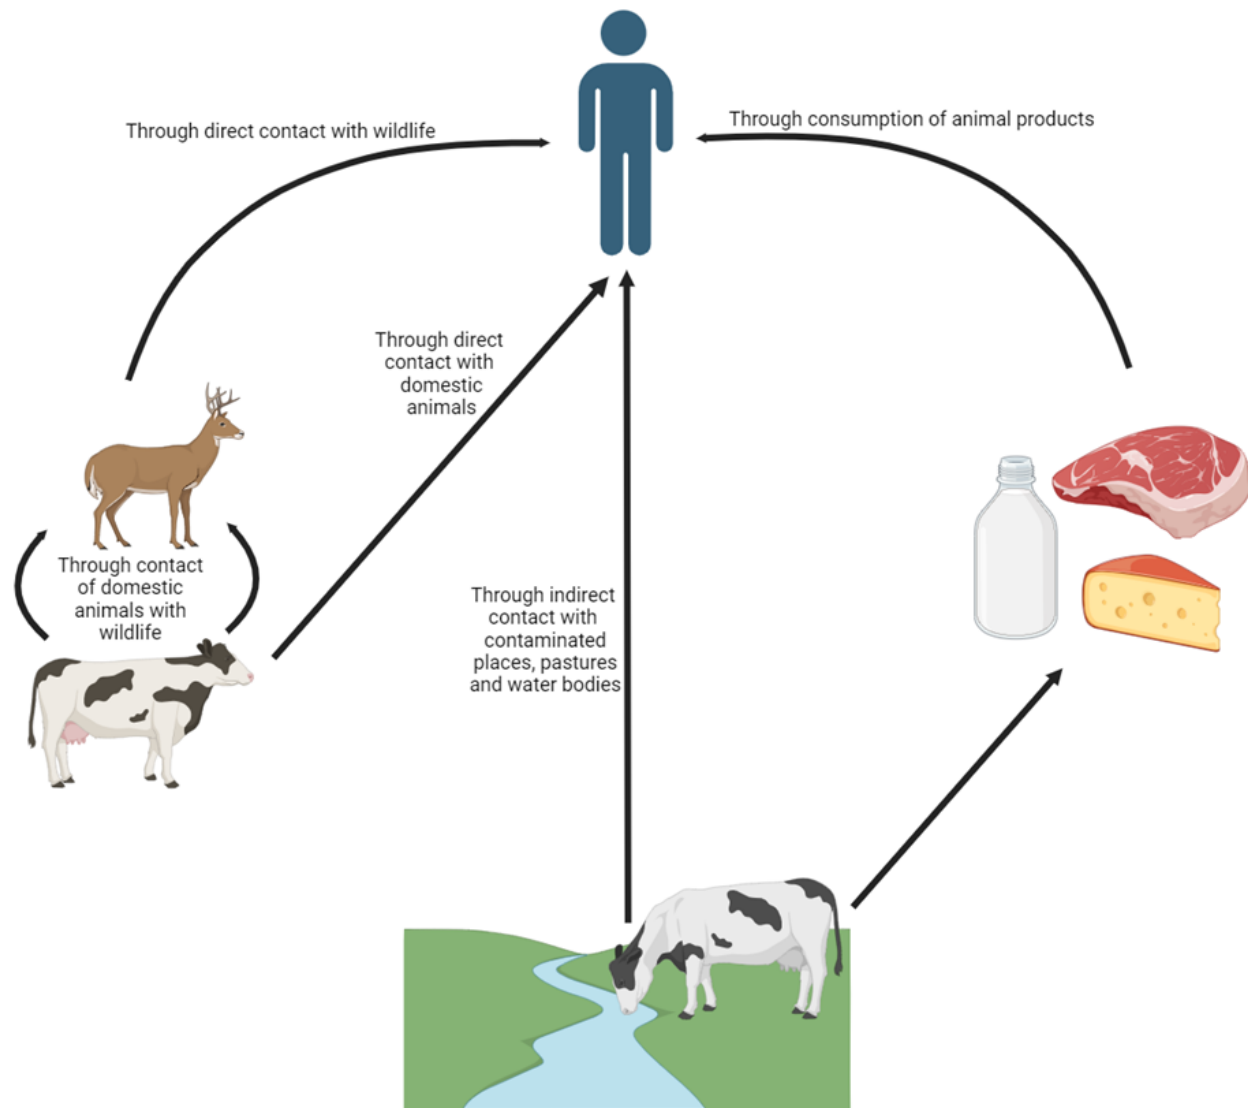 Through direct contact with wildlife
Through consumption of animal products
Through direct
contact with
domestic
animals
Through contact
of domestic
animals with
wildlife
Through indirect
contact with
contaminated
places, pastures
and water bodies